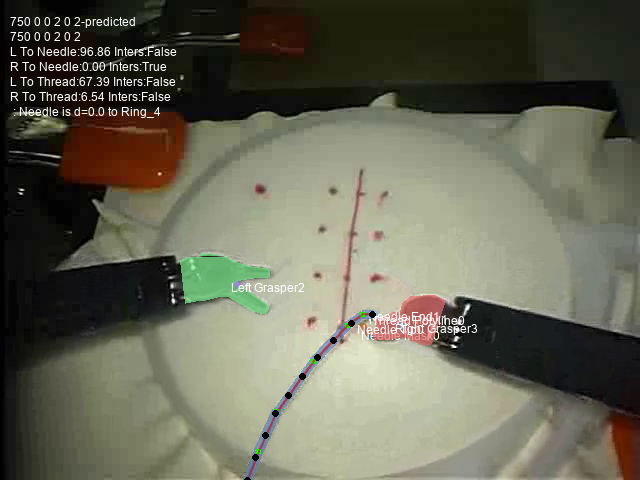 750 0 0 2 0 2-predicted
750 0 0 2 0 2
L To Needle:96.86 Inters:False
R To Needle:0.00 Inters:True
L To Thread:67.39 Inters:False
R To Thread:6.54 Inters:False
: Needle is d=0.0 to Ring_4
Left Grasper2
Needle End1
Thread Polyline0
Right Grasper3